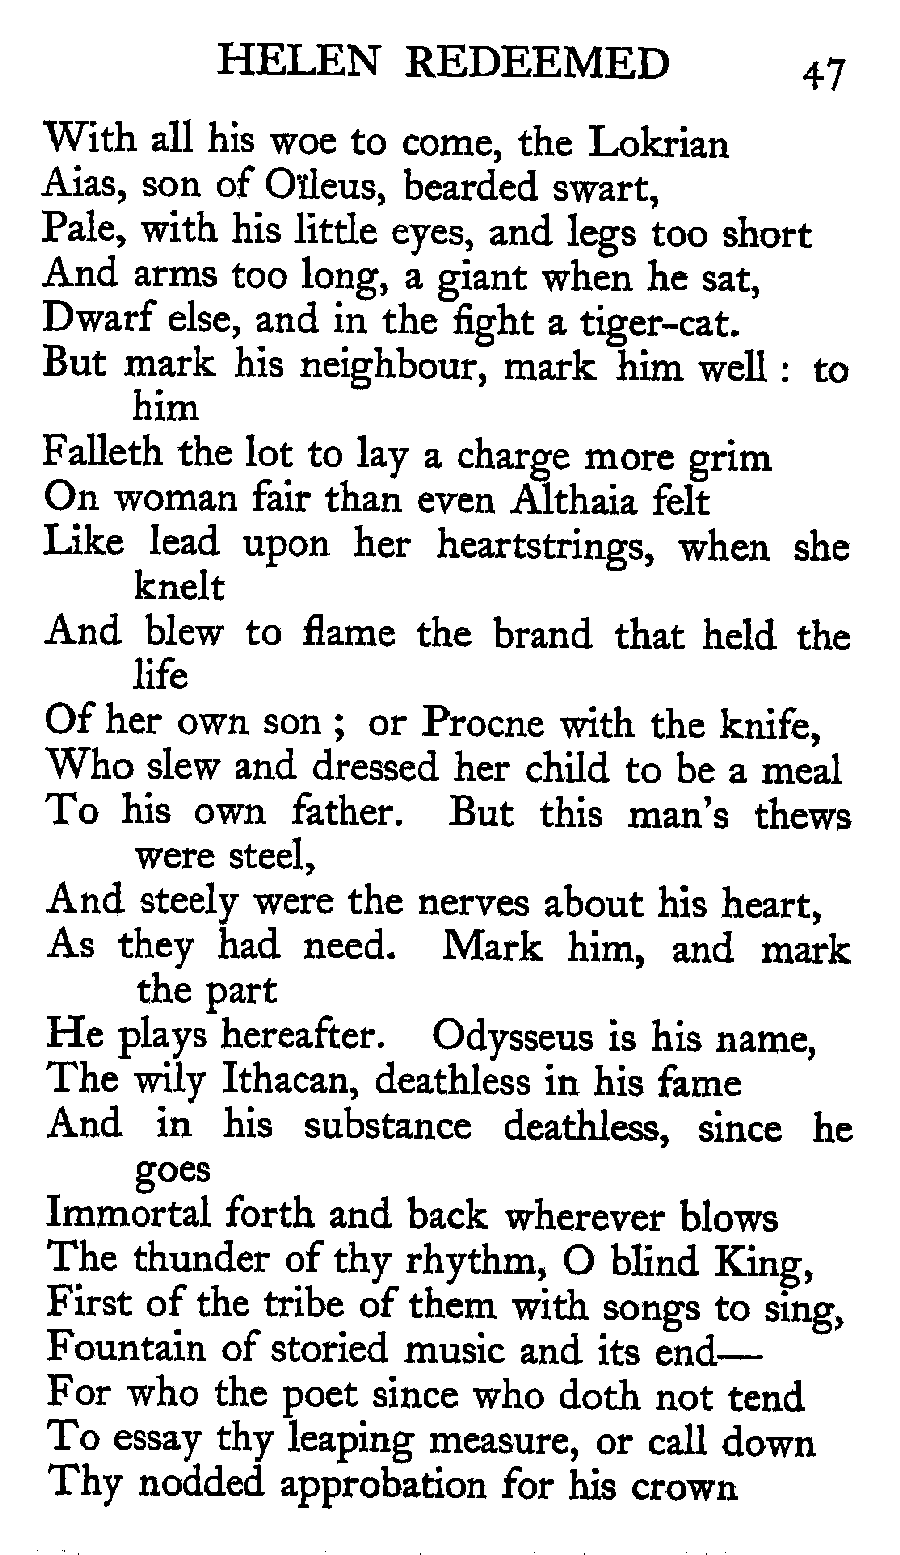 HELEN REDEEMED 47
With all his woe to come, the Lokrian
Aias, son of Oïleus, bearded swart,
Pale, with his little eyes, and legs too short
And arms too long, a giant when he sat,
Dwarf else, and in the fight a tiger-cat.
But mark his neighbour, mark him well : to
him
Falleth the lot to lay a charge more grim
On woman fair than even Althaia felt
Like lead upon her heartstrings, when she
knelt
And blew to flame the brand that held the
life
Of her own son ; or Procne with the knife,
Who slew and dressed her child to be a meal
To his own father. But this man's thews
were steel,
And steely were the nerves about his heart,
As they had need. Mark him, and mark
the part
He plays hereafter. Odysseus is his name,
The wily Ithacan, deathless in his fame
And in his substance deathless, since he
goes
Immortal forth and back wherever blows
The thunder of thy rhythm, O blind King,
First of the tribe of them with songs to sing,
Fountain of storied music and its end—
For who the poet since who doth not tend
To essay thy leaping measure, or call down
Thy nodded approbation for his crown